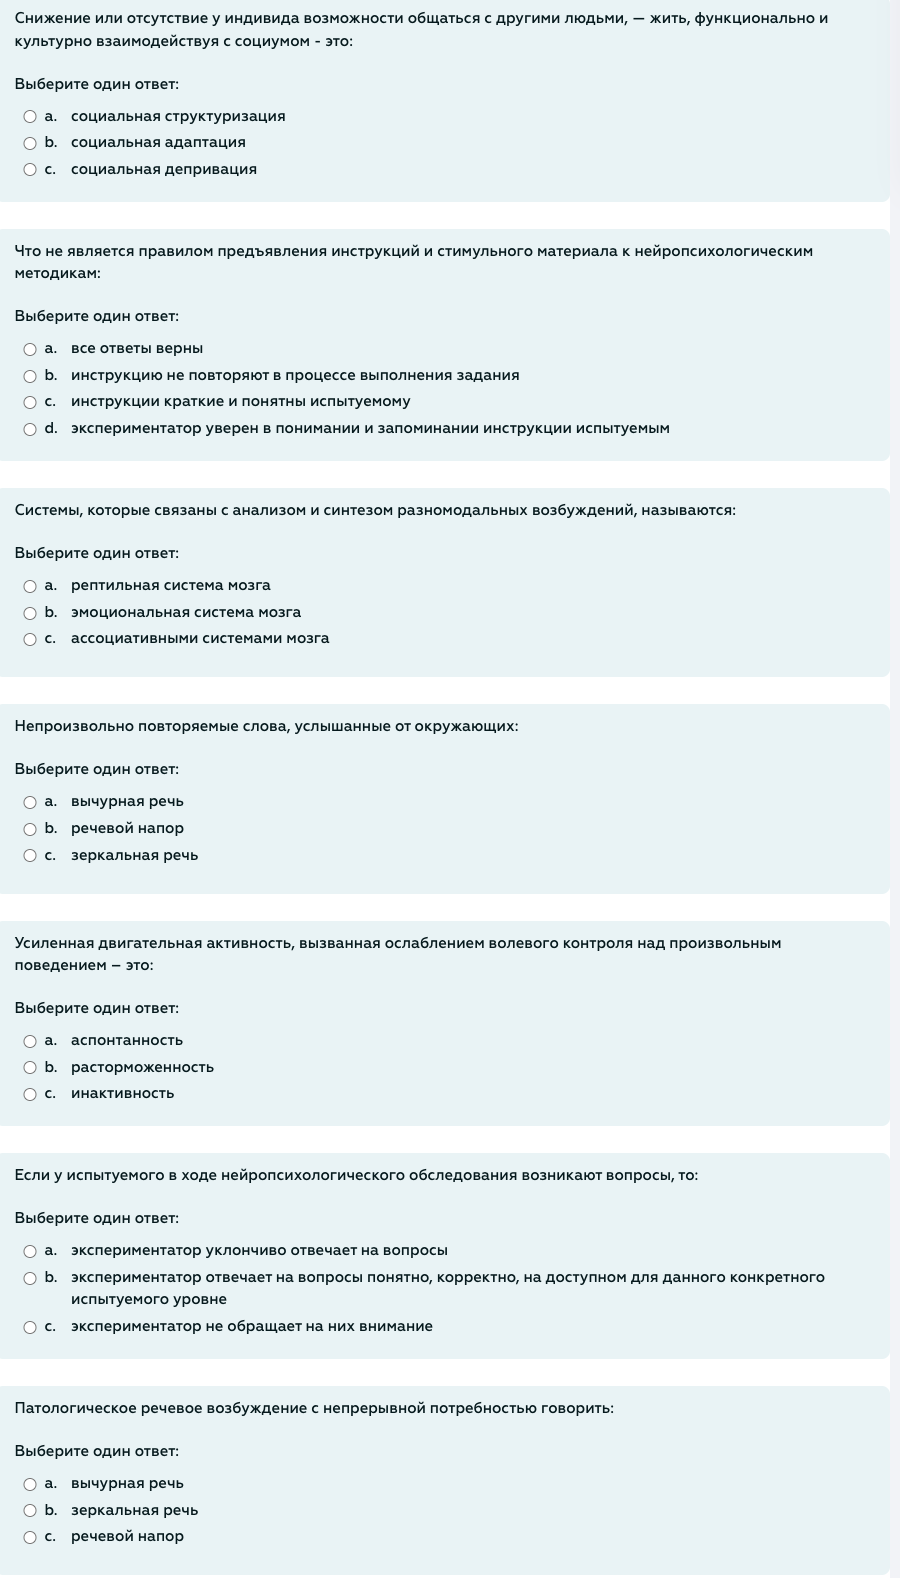 Снижение или отсутствие у индивида возможности общаться с другими людьми, — жить, функционально и
культурно взаимодействуя с социумом - это:
Выберите один ответ:
a. социальная структуризация
b. социальная адаптация
c. социальная депривация
Что не является правилом предъявления инструкций и стимульного материала к нейропсихологическим
методикам:
Выберите один ответ:
a. все ответы верны
b. инструкцию не повторяют в процессе выполнения задания
c. инструкции краткие и понятны испытуемому
d. экспериментатор уверен в понимании и запоминании инструкции испытуемым
Системы, которые связаны с анализом и синтезом разномодальных возбуждений, называются:
Выберите один ответ:
a. рептильная система мозга
b. эмоциональная система мозга
c. ассоциативными системами мозга
Непроизвольно повторяемые слова, услышанные от окружающих:
Выберите один ответ:
a. вычурная речь
b. речевой напор
c. зеркальная речь
Усиленная двигательная активность, вызванная ослаблением волевого контроля над произвольным
поведением – это:
Выберите один ответ:
a. аспонтанность
b. расторможенность
c. инактивность
Если у испытуемого в ходе нейропсихологического обследования возникают вопросы, то:
Выберите один ответ:
a. экспериментатор уклончиво отвечает на вопросы
b. экспериментатор отвечает на вопросы понятно, корректно, на доступном для данного конкретного
испытуемого уровне
c. экспериментатор не обращает на них внимание
Патологическое речевое возбуждение с непрерывной потребностью говорить:
Выберите один ответ:
a. вычурная речь
b. зеркальная речь
c. речевой напор